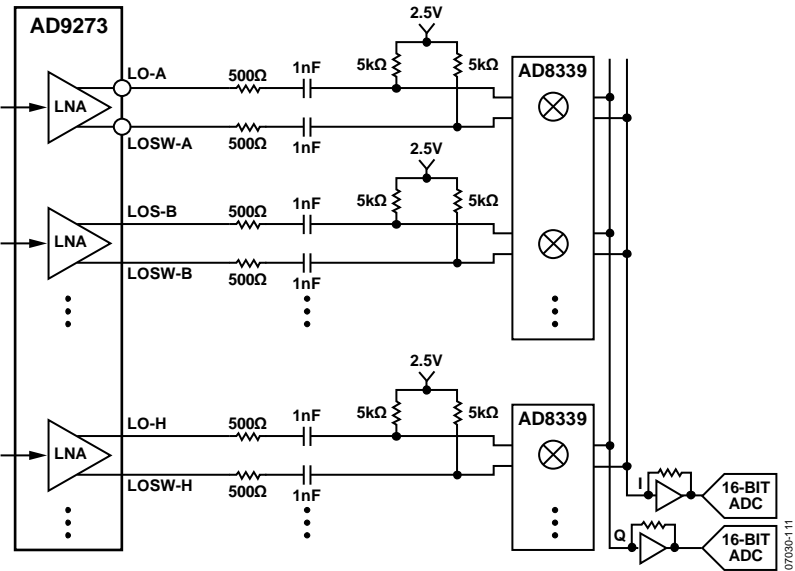 AD9273
2.5V
LO-A
500Ω
1nF
5kΩ
5kΩ
AD8339
LNA
LOSW-A
500Ω
1nF
2.5V
LOS-B
500Ω
1nF
5kΩ
5kΩ
LNA
LOSW-B
500Ω
1nF
2.5V
LO-H
500Ω
1nF
5kΩ
5kΩ
AD8339
LNA
LOSW-H
500Ω
1nF
I
16-BIT
ADC
Q
16-BIT
ADC
07030-111